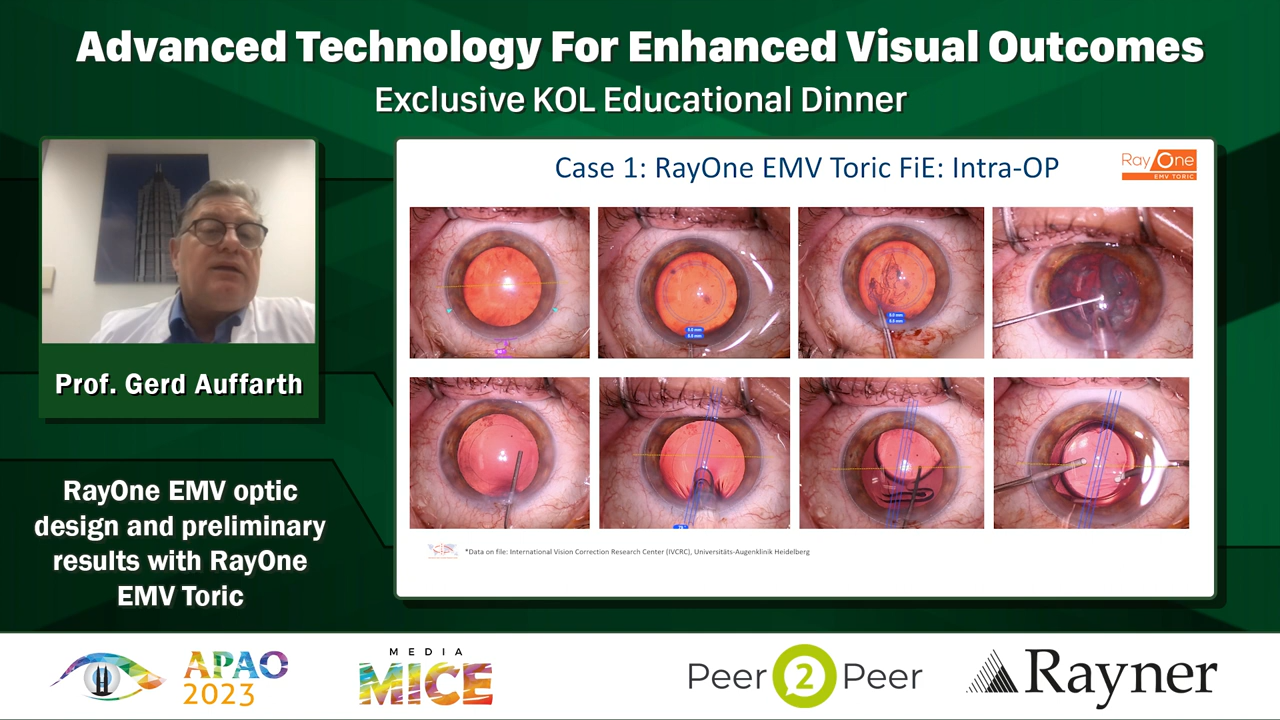 Advanced Technology For Enhanced Visual Outcomes
Exclusive KOL Educational Dinner
Case 1: RayOne EMV Toric FiE: Intra-OP
RayOne
EMV TORIC
Prof. Gerd Auffarth
RayOne EMV optic
design and preliminary
results with RayOne
EMV Toric
*Data on file: International Vision Correction Research Center (IVCRC), Universitäts-Augenklinik Heidelberg
APAO
2023
MEDIA
MICE
Peer 2 Peer
Rayner